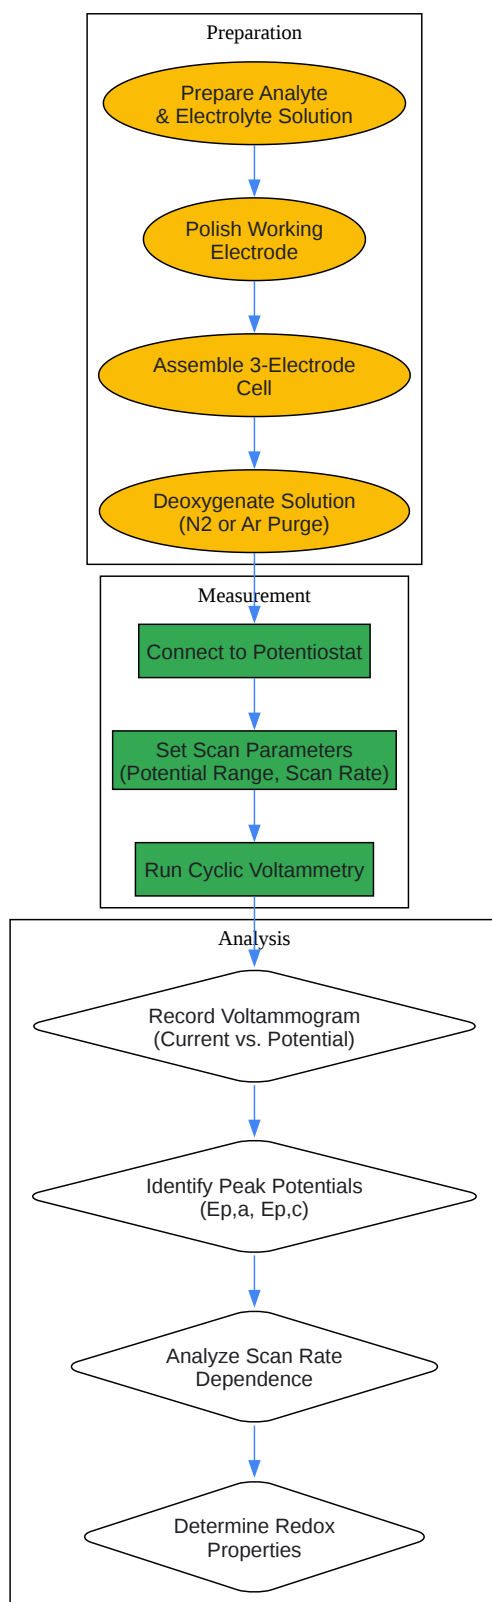 Preparation
Prepare Analyte
& Electrolyte Solution
Polish Working
Electrode
Assemble 3-Electrode
Cell
Deoxygenate Solution
(N2 or Ar Purge)
Measurement
Connect to Potentiostat
Set Scan Parameters
(Potential Range, Scan Rate)
Run Cyclic Voltammetry
Analysis
Record Voltammogram
(Current vs. Potential)
Identify Peak Potentials
(Ep,a, Ep,c)
Analyze Scan Rate
Dependence
Determine Redox
Properties